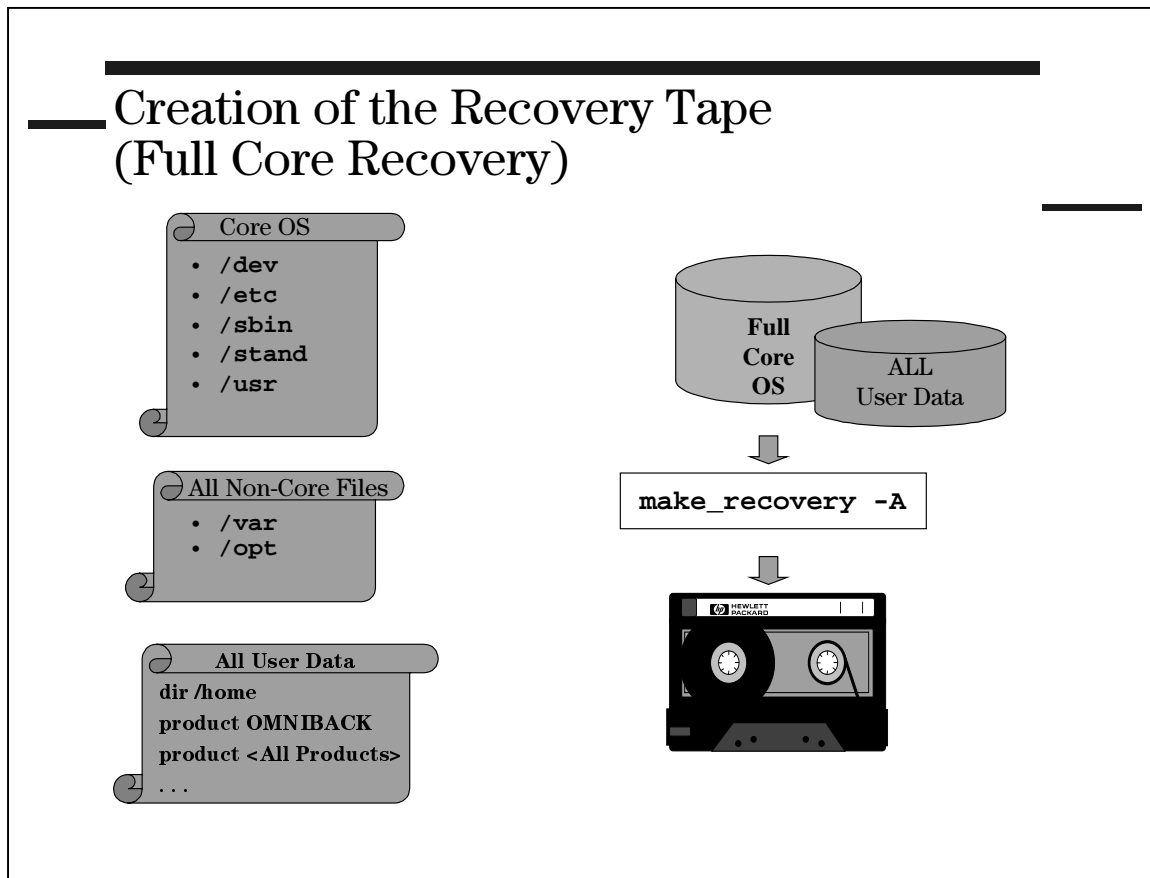 Creation of the Recovery Tape
(Full Core Recovery)
Core OS
• /dev
• /etc
• /sbin
• /stand
• /usr
All Non-Core Files
• /var
• /opt
All User Data
dir /home
product OMNIBACK
product <All Products>
. . .
Full
Core
OS
ALL
User Data
make_recovery -A
hp HEWLETT
PACKARD